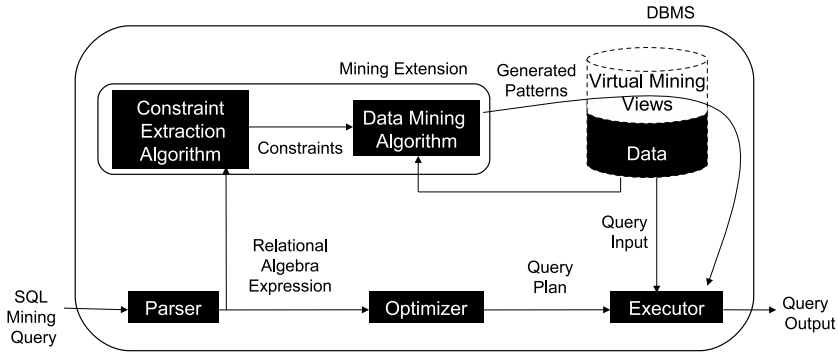 DBMS
Mining Extension
Generated
Patterns
Virtual Mining
Views
Constraint
Extraction
Algorithm
Constraints
Data Mining
Algorithm
Data
Query
Input
Relational
Algebra
Expression
Query
Plan
SQL
Mining
Query
Parser
Optimizer
Executor
Query
Output